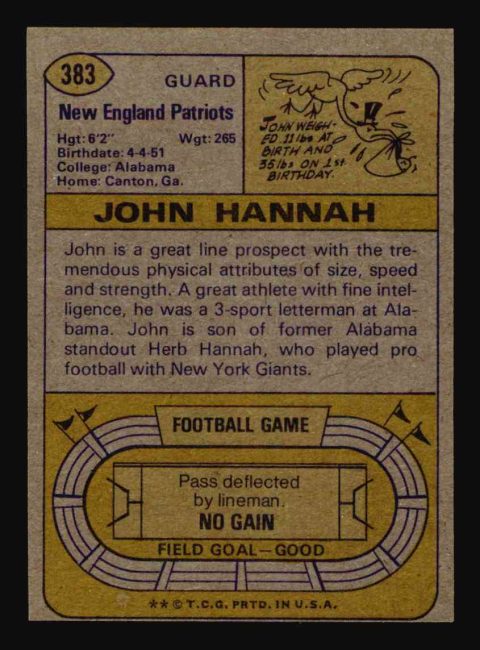 383
GUARD
New England Patriots
Hgt: 6'2" Wgt: 265
Birthdate: 4-4-51
College: Alabama
Home: Canton, Ga.
JOHN WEIGH-
ED 11 lbs AT
BIRTH AND
35 lbs ON 1st
BIRTHDAY.
JOHN HANNAH
John is a great line prospect with the tre-
mendous physical attributes of size, speed
and strength. A great athlete with fine intel-
ligence, he was a 3-sport letterman at Ala-
bama. John is son of former Alabama
standout Herb Hannah, who played pro
football with New York Giants.
FOOTBALL GAME
Pass deflected
by lineman.
NO GAIN
FIELD GOAL—GOOD
**© T.C.G. PRTD. IN U.S.A.